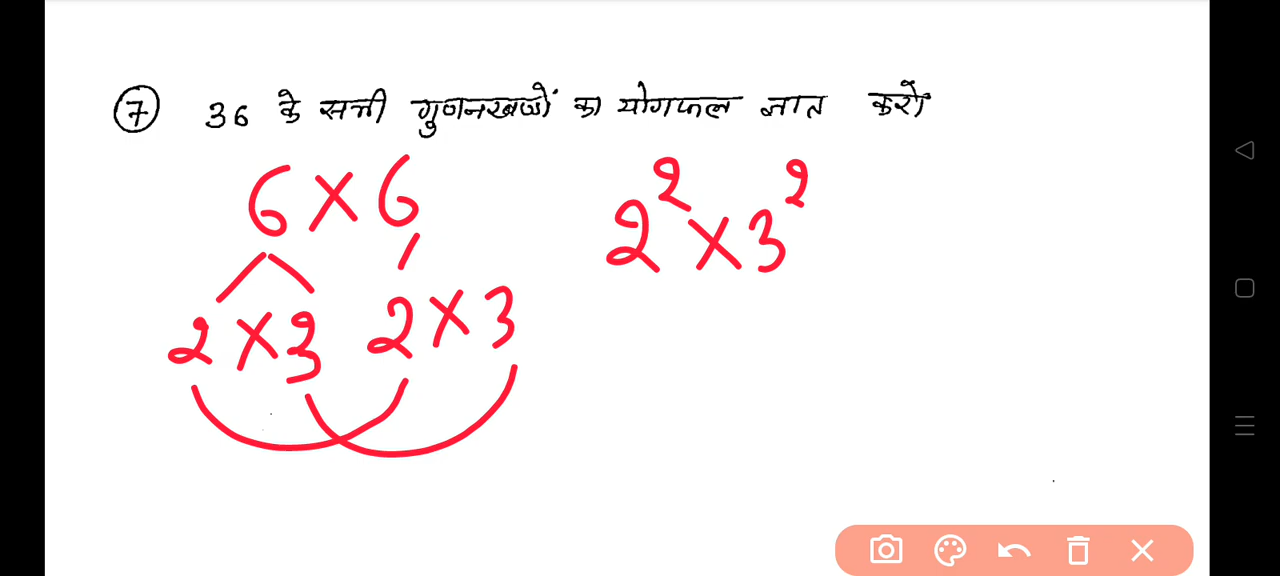 ⑦ 36 के सभी गुणनखण्डों का योगफल ज्ञात करो
6 × 6 2² × 3²
2 × 3 2 × 3